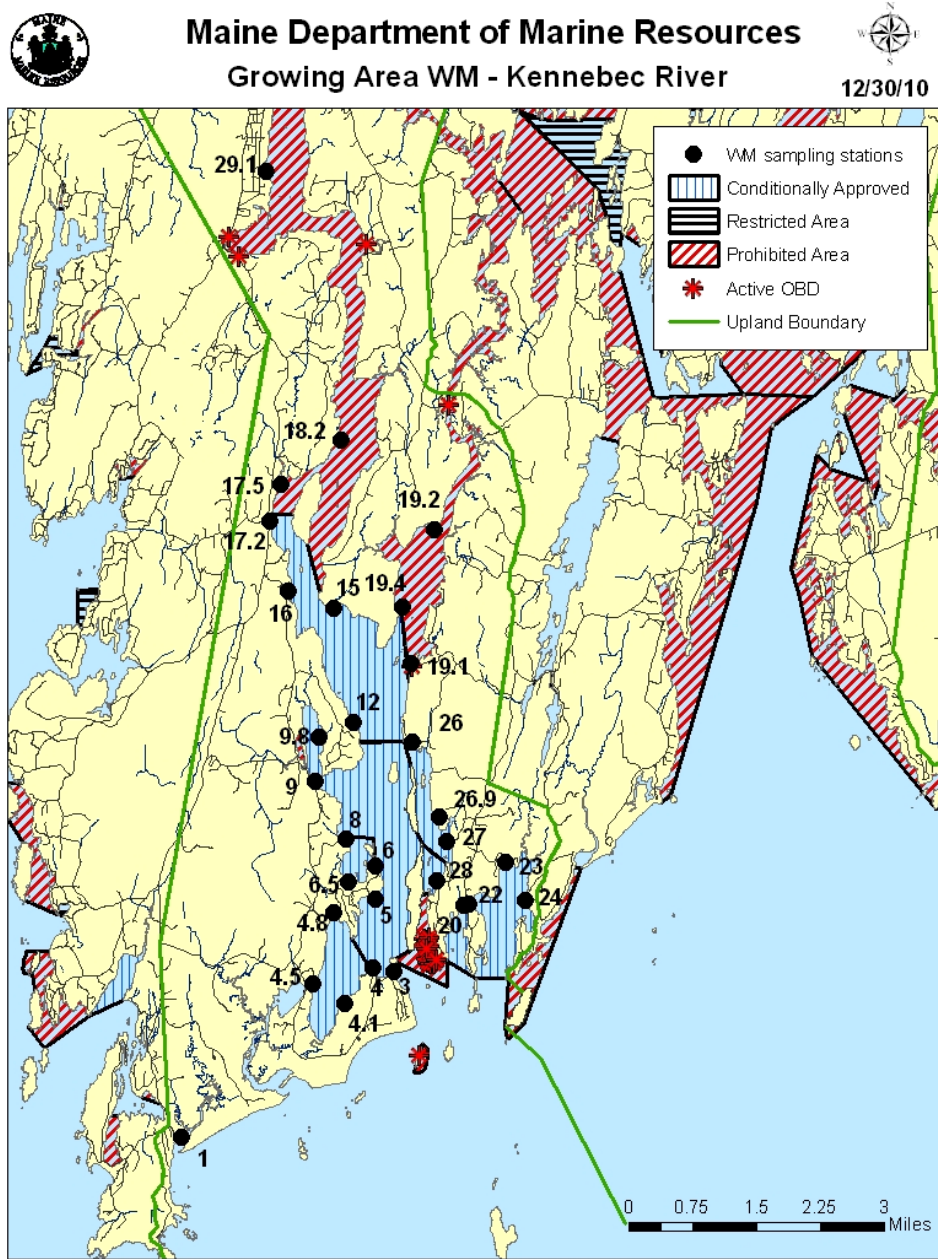 MAINE
MARINE RESOURCES
Maine Department of Marine Resources
Growing Area WM - Kennebec River
N
W
E
S
12/30/10
WM sampling stations
Conditionally Approved
Restricted Area
Prohibited Area
Active OBD
Upland Boundary
29.1
18.2
17.5
19.2
17.2
19.4
15
16
19.1
12
26
9.8
9
26.9
8
27
6
23
28
6.5
22
24
5
4.8
20
4.5
4
3
4.1
1
0 0.75 1.5 2.25 3
Miles